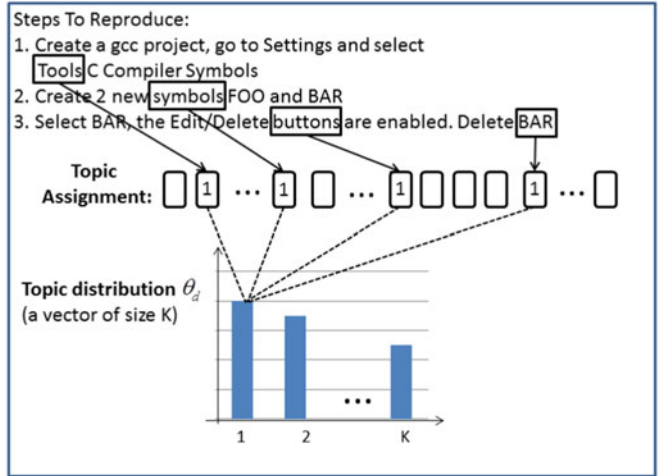 Steps To Reproduce:
1. Create a gcc project, go to Settings and select
Tools C Compiler Symbols
2. Create 2 new symbols FOO and BAR
3. Select BAR, the Edit/Delete buttons are enabled. Delete BAR
Topic
Assignment: 1 ... 1 ... 1 1 ...
Topic distribution θd
(a vector of size K)
...
1 2 K